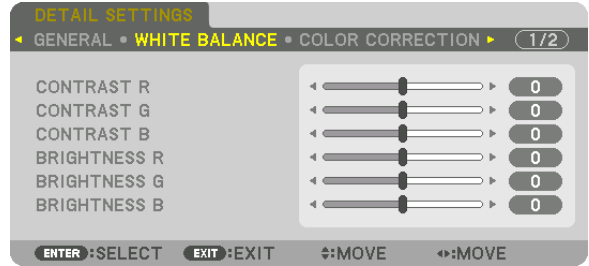 DETAIL SETTINGS
GENERAL • WHITE BALANCE • COLOR CORRECTION 1/2
CONTRAST R 0
CONTRAST G 0
CONTRAST B 0
BRIGHTNESS R 0
BRIGHTNESS G 0
BRIGHTNESS B 0
ENTER :SELECT EXIT :EXIT :MOVE :MOVE